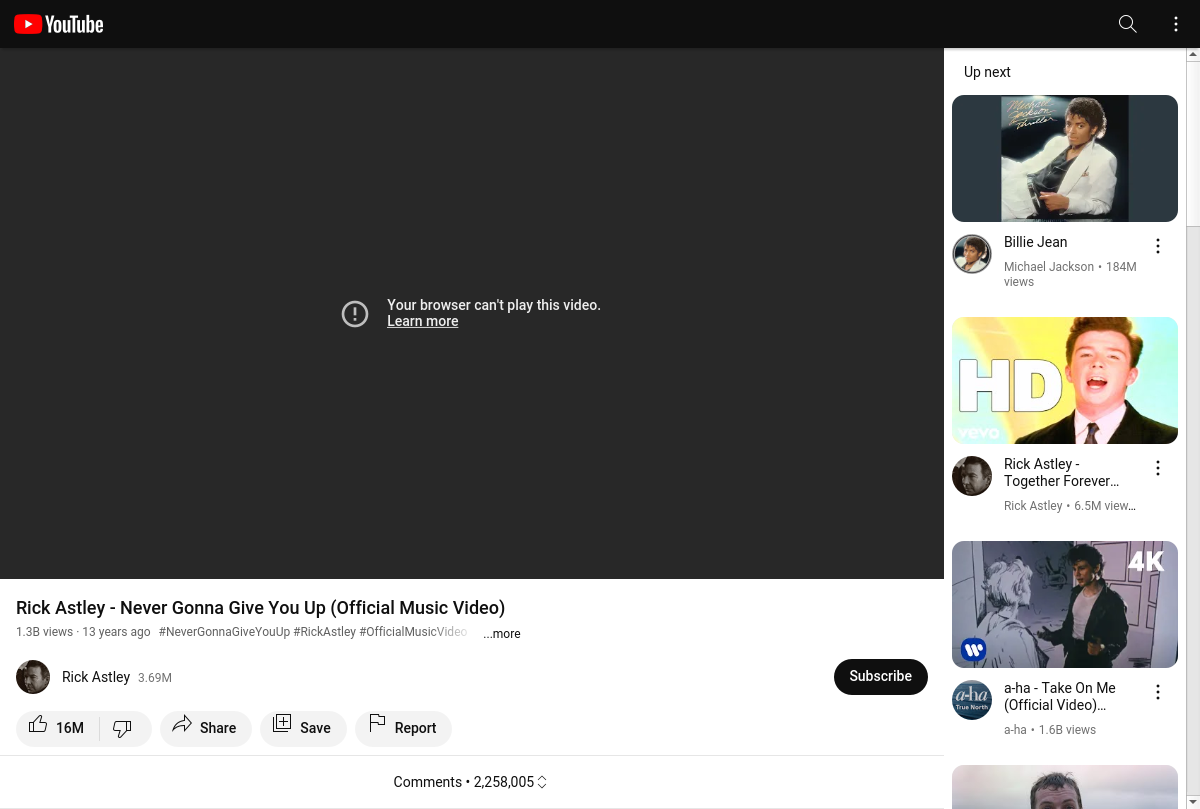 YouTube
Your browser can't play this video.
Learn more
Rick Astley - Never Gonna Give You Up (Official Music Video)
1.3B views · 13 years ago #NeverGonnaGiveYouUp #RickAstley #OfficialMusicVideo ...more
Rick Astley 3.69M
Subscribe
16M
Share
Save
Report
Comments • 2,258,005
Up next
Michael
Jackson
Thriller
Billie Jean
Michael Jackson • 184M
views
HD
vevo
Rick Astley -
Together Forever...
Rick Astley • 6.5M view...
4K
a-ha
True North
a-ha - Take On Me
(Official Video)...
a-ha • 1.6B views